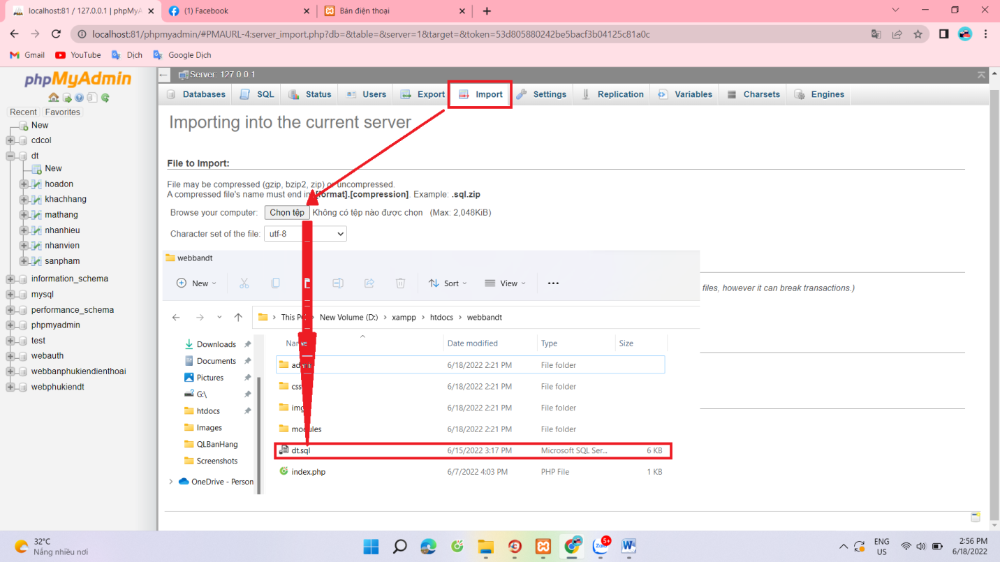 localhost:81 / 127.0.0.1 | phpMyA
(1) Facebook
Bán điện thoại
localhost:81/phpmyadmin/#PMAURL-4:server_import.php?db=&table=&server=1&target=&token=53d805880242be5bacf3b04125c81a0c
Gmail
YouTube
Dịch
Google Dịch
phpMyAdmin
Recent
Favorites
New
cdcol
dt
New
hoadon
khachhang
mathang
nhanhieu
nhanvien
sanpham
information_schema
mysql
performance_schema
phpmyadmin
test
webauth
webbanphukiendienthoai
webphukiendt
Server: 127.0.0.1
Databases
SQL
Status
Users
Export
Import
Settings
Replication
Variables
Charsets
Engines
Importing into the current server
File to Import:
File may be compressed (gzip, bzip2, zip) or uncompressed.
A compressed file's name must end in .[format].[compression]. Example: .sql.zip
Browse your computer: Chọn tệp Không có tệp nào được chọn (Max: 2,048KiB)
Character set of the file: utf-8
files, however it can break transactions.)
webbandt
New
Sort
View
This P New Volume (D:) xampp htdocs webbandt
Downloads
Documents
Pictures
G:\
htdocs
Images
QLBanHang
Screenshots
OneDrive - Person
Name Date modified Type Size
6/18/2022 2:21 PM File folder
css 6/18/2022 2:21 PM File folder
img 6/18/2022 2:21 PM File folder
modules 6/18/2022 2:21 PM File folder
dt.sql 6/15/2022 3:17 PM Microsoft SQL Ser... 6 KB
index.php 6/7/2022 4:03 PM PHP File 1 KB
32°C
Nắng nhiều nơi
Zalo
5+
ENG
US
2:56 PM
6/18/2022